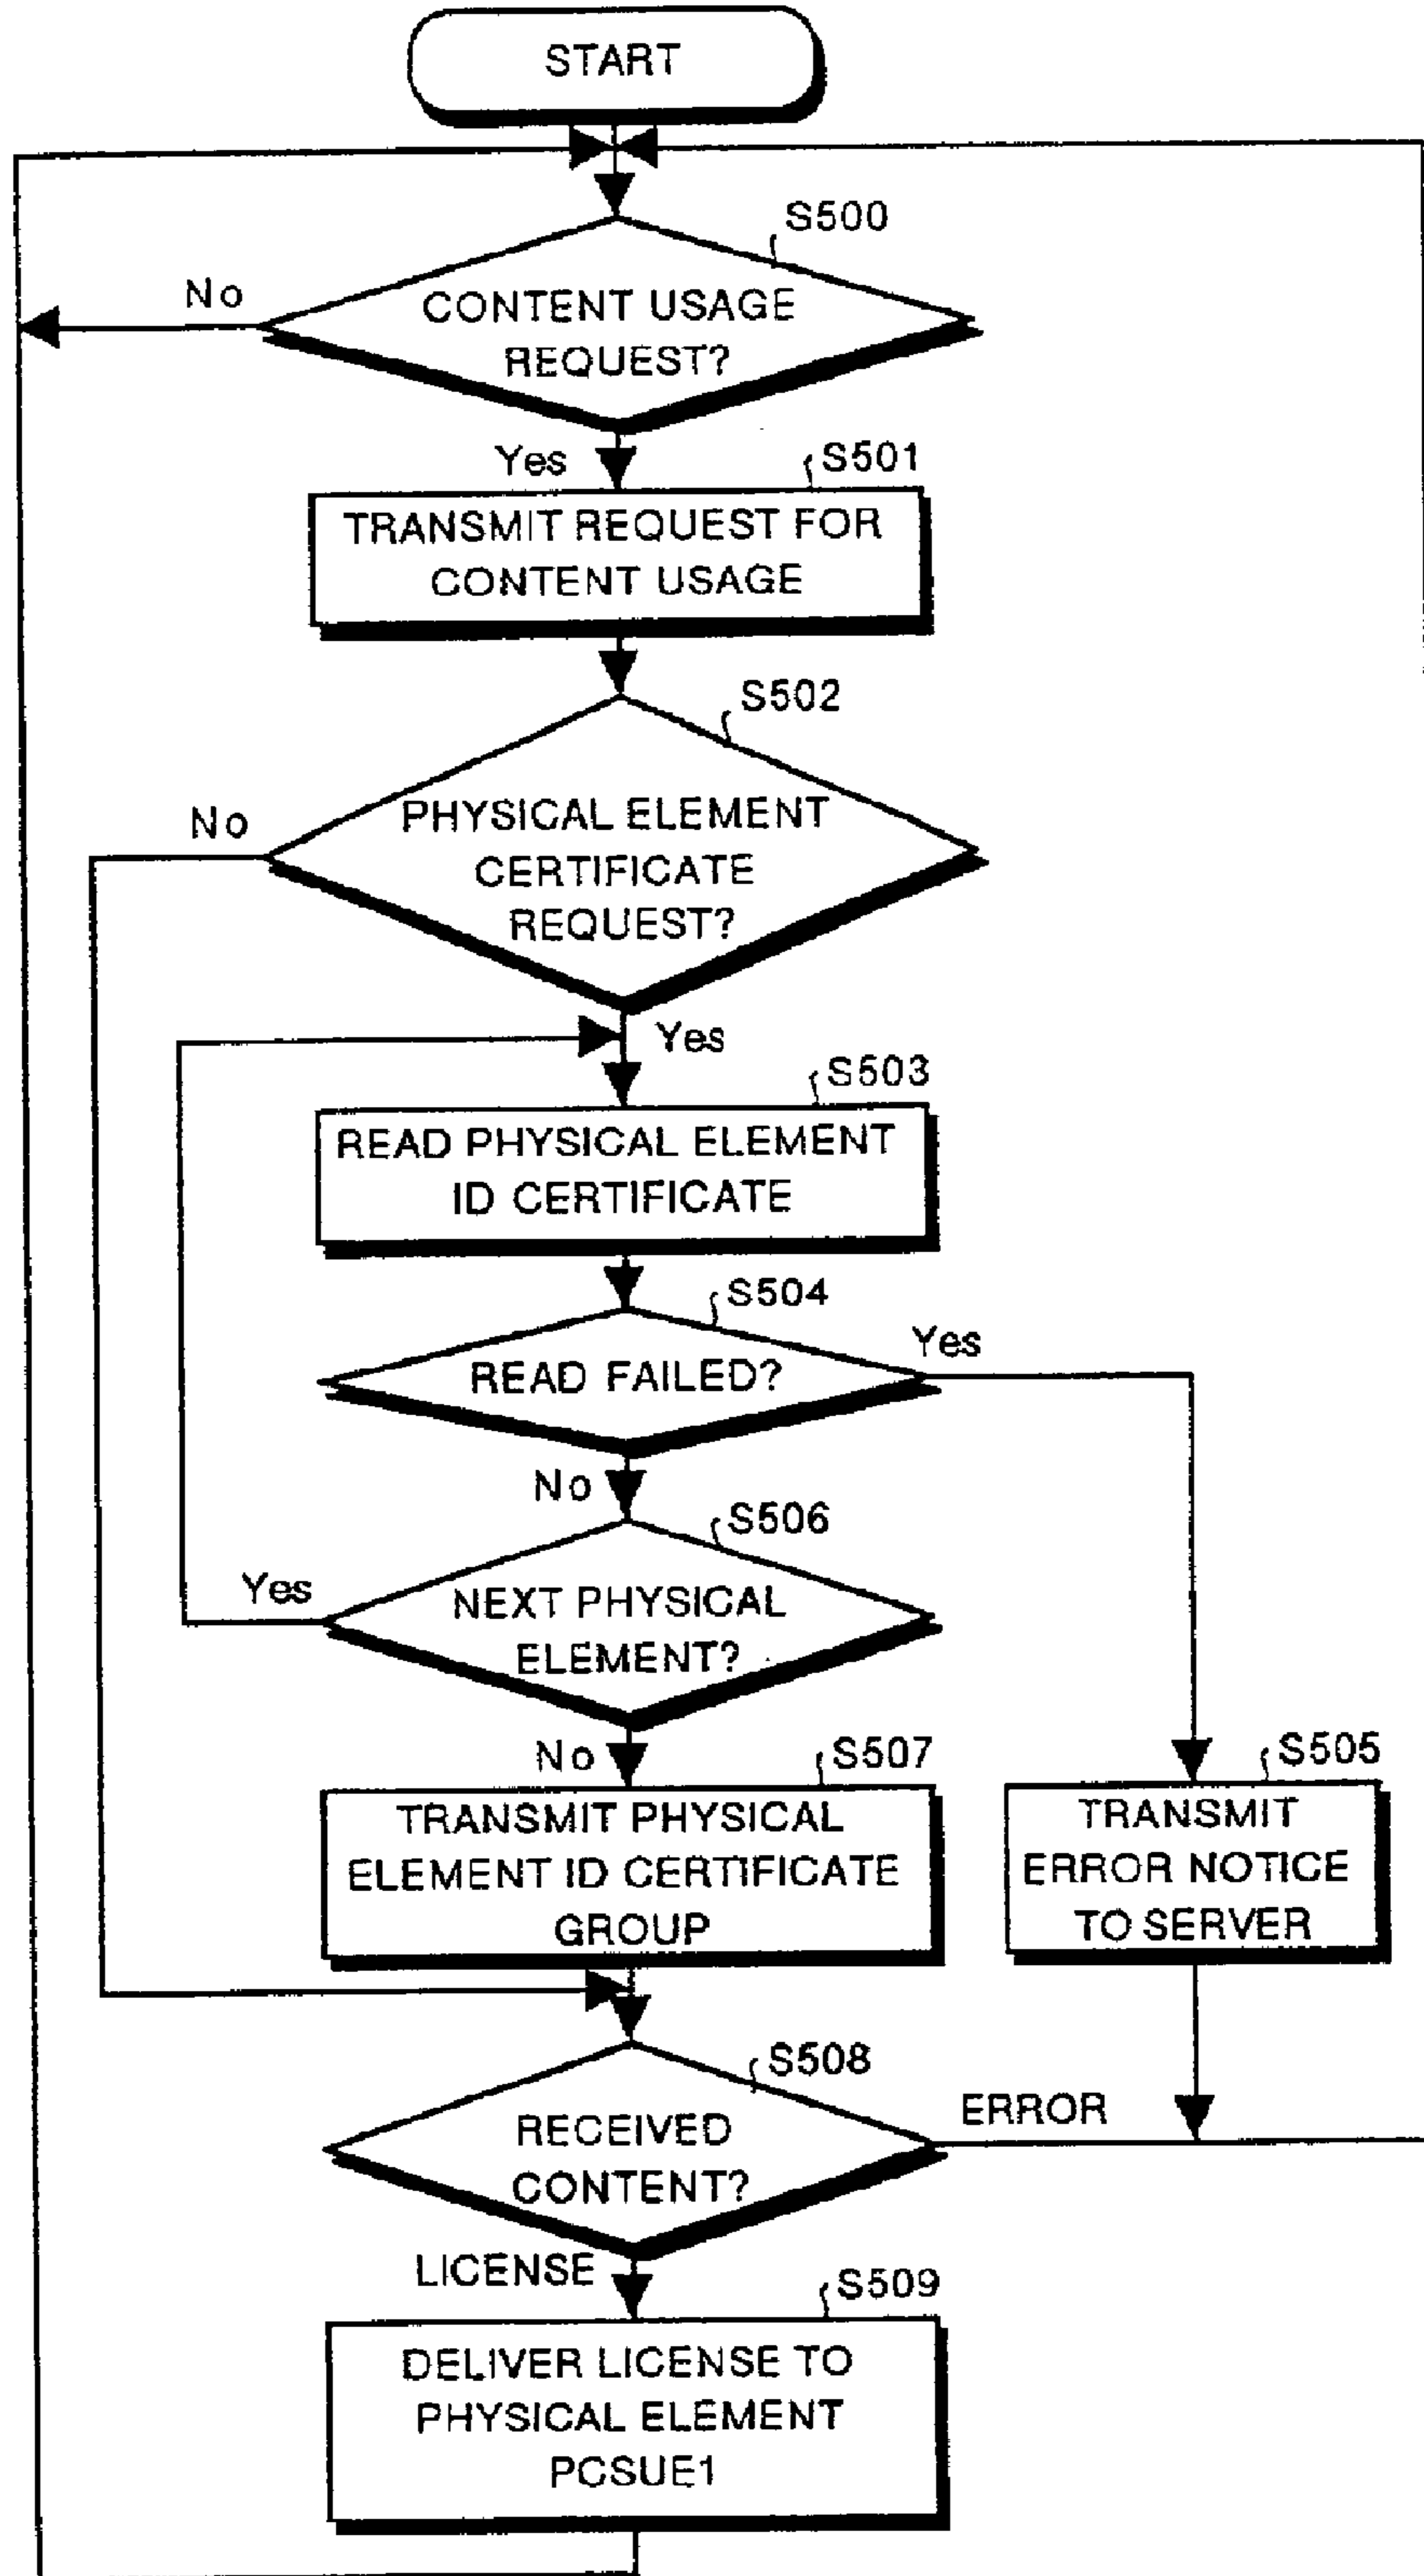 START
S500
No
CONTENT USAGE
REQUEST?
Yes
S501
TRANSMIT REQUEST FOR
CONTENT USAGE
S502
No
PHYSICAL ELEMENT
CERTIFICATE
REQUEST?
Yes
S503
READ PHYSICAL ELEMENT
ID CERTIFICATE
S504
Yes
READ FAILED?
No
S506
Yes
NEXT PHYSICAL
ELEMENT?
No
S507
TRANSMIT PHYSICAL
ELEMENT ID CERTIFICATE
GROUP
S505
TRANSMIT
ERROR NOTICE
TO SERVER
S508
ERROR
RECEIVED
CONTENT?
LICENSE
S509
DELIVER LICENSE TO
PHYSICAL ELEMENT
PCSUE1